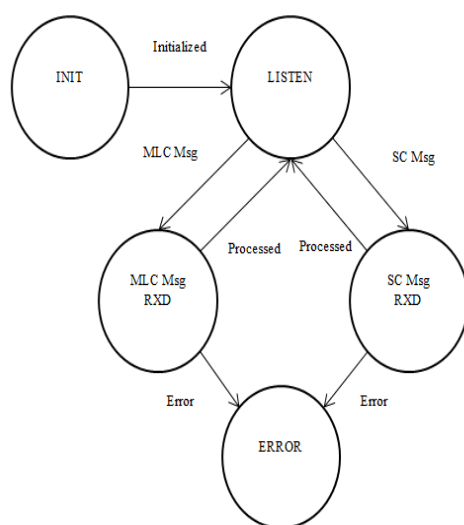 Initialized
INIT
LISTEN
MLC Msg
SC Msg
Processed
Processed
MLC Msg
RXD
SC Msg
RXD
Error
Error
ERROR